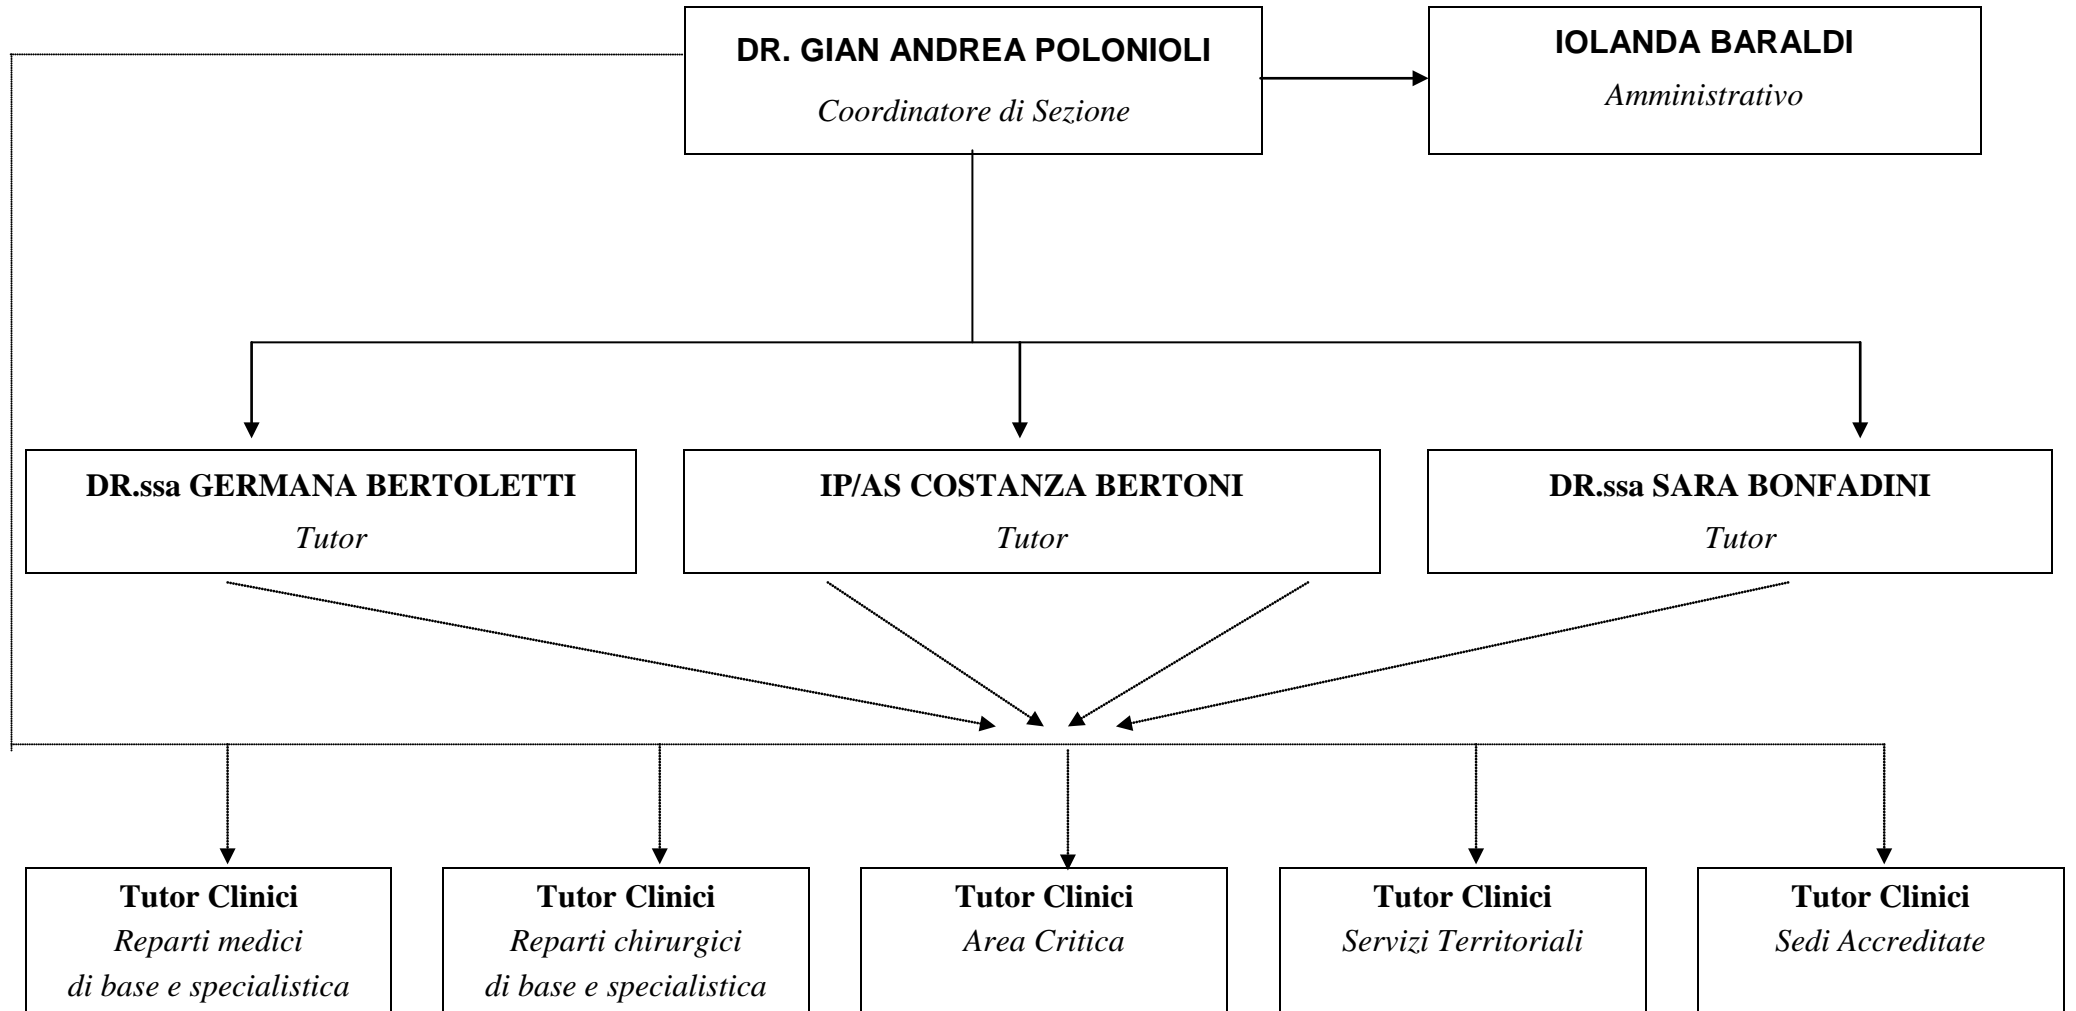 DR. GIAN ANDREA POLONIOLI
Coordinatore di Sezione
IOLANDA BARALDI
Amministrativo
DR.ssa GERMANA BERTOLETTI
Tutor
IP/AS COSTANZA BERTONI
Tutor
DR.ssa SARA BONFADINI
Tutor
Tutor Clinici
Reparti medici
di base e specialistica
Tutor Clinici
Reparti chirurgici
di base e specialistica
Tutor Clinici
Area Critica
Tutor Clinici
Servizi Territoriali
Tutor Clinici
Sedi Accreditate